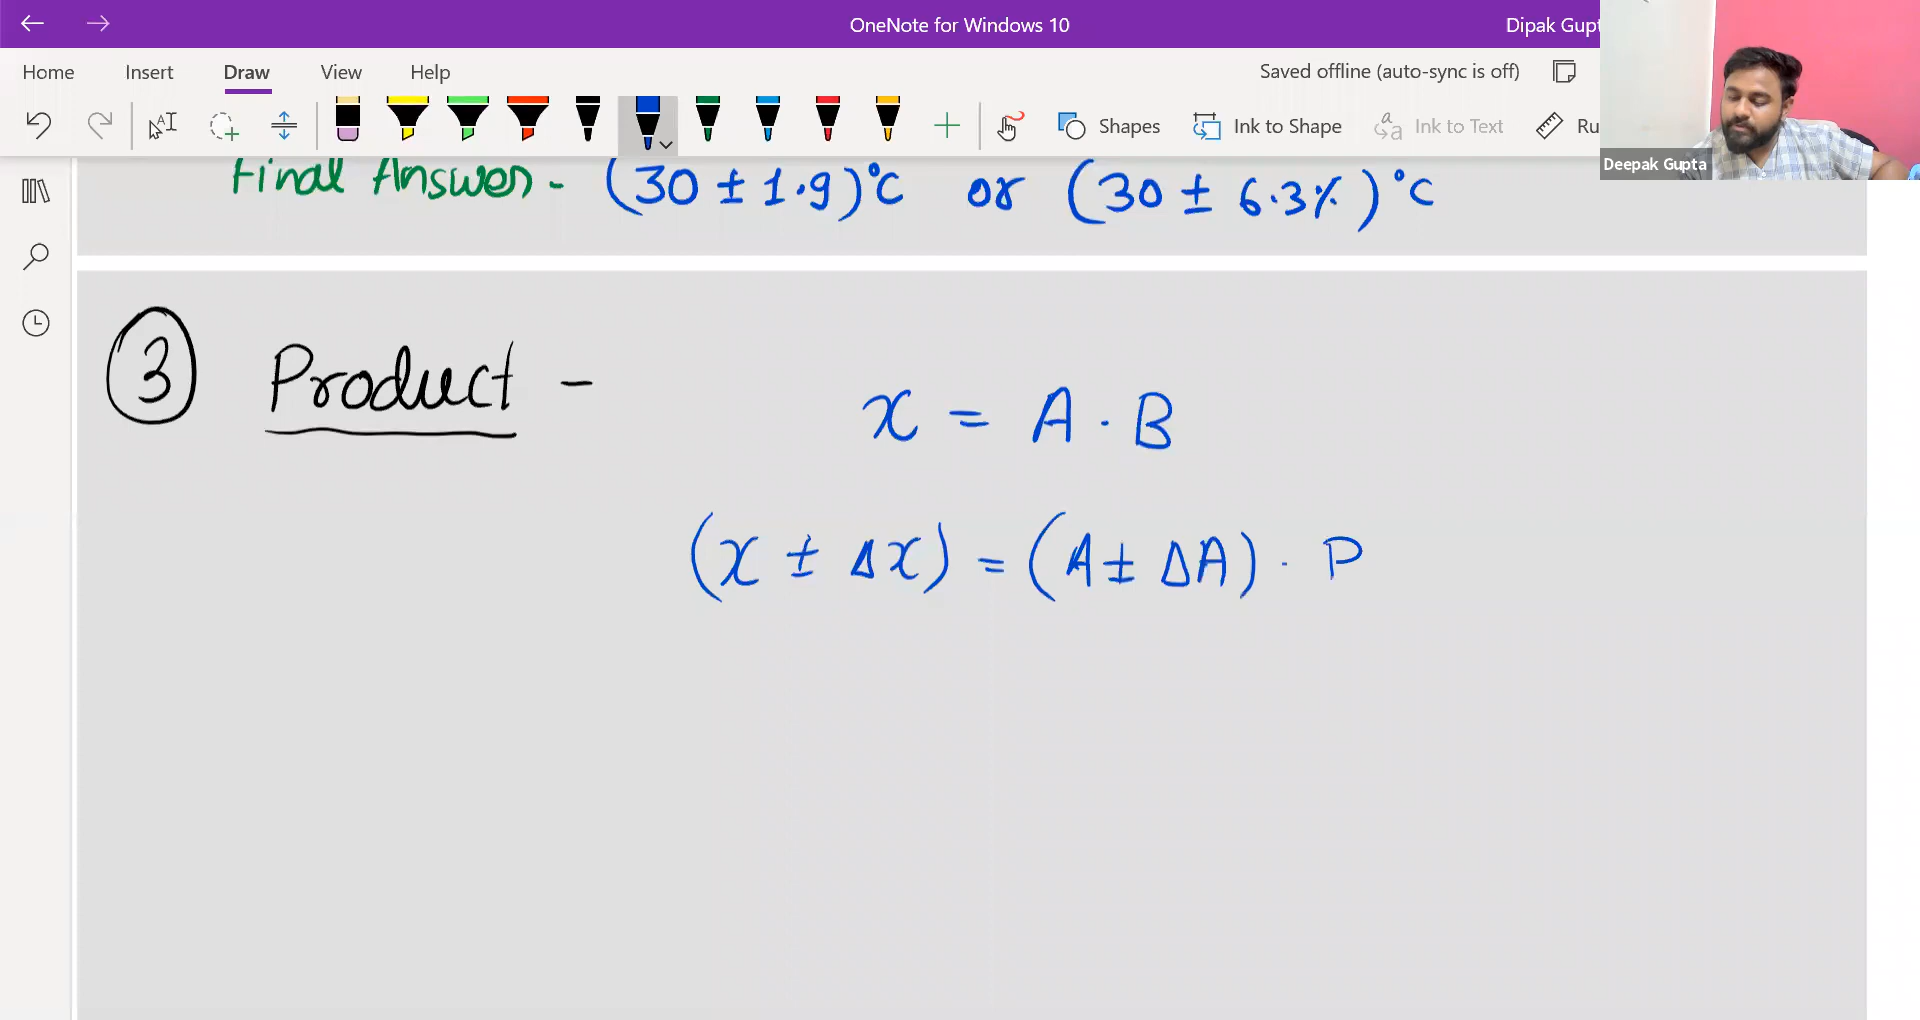 OneNote for Windows 10
Dipak Gupt
Home Insert Draw View Help
Saved offline (auto-sync is off)
Shapes Ink to Shape Ink to Text Ru
Deepak Gupta
Final Answer - (30 ± 1.9)°C or (30 ± 6.3%)°C
③ Product -
x = A · B
(x ± Δx) = (A ± ΔA) · P